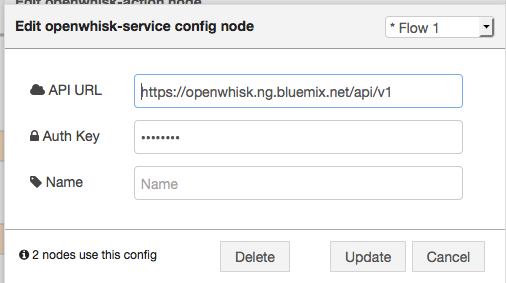 Edit openwhisk-action node
Edit openwhisk-service config node
* Flow 1
API URL
https://openwhisk.ng.bluemix.net/api/v1
Auth Key
••••••••
Name
Name
2 nodes use this config
Delete
Update
Cancel